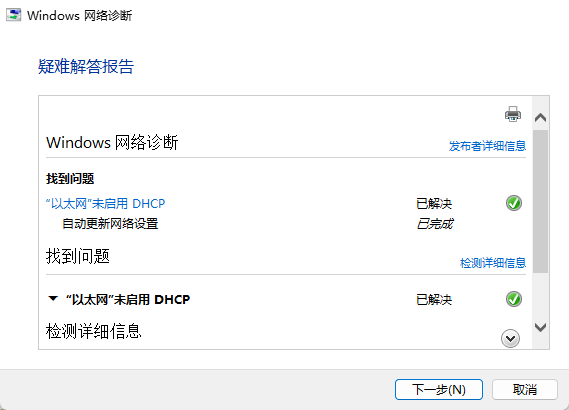 Windows 网络诊断
疑难解答报告
Windows 网络诊断
发布者详细信息
找到问题
“以太网”未启用 DHCP 已解决
自动更新网络设置 已完成
找到问题
检测详细信息
“以太网”未启用 DHCP 已解决
检测详细信息
下一步(N) 取消